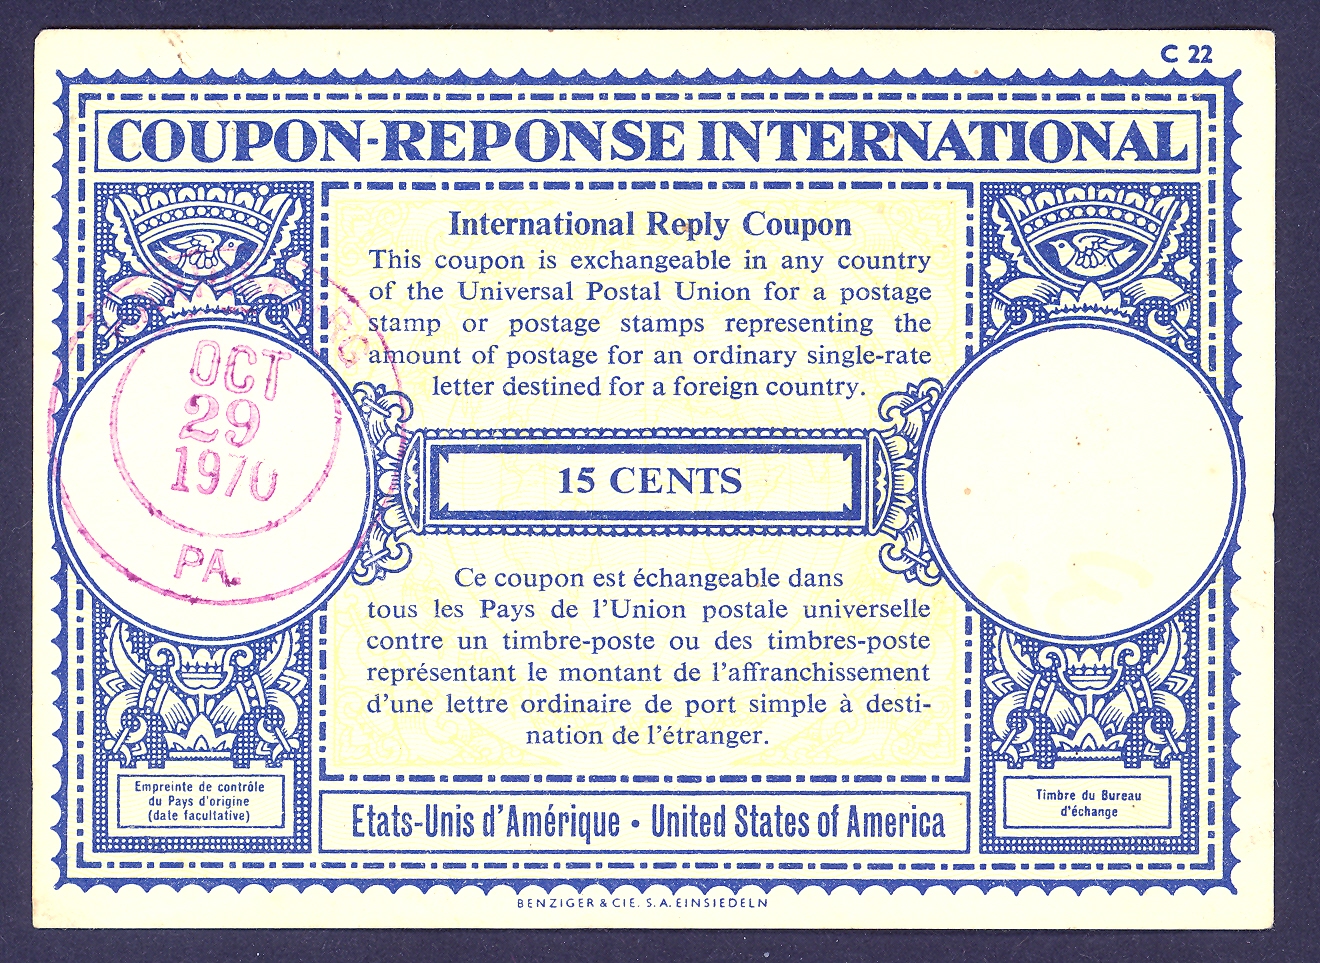 C 22
COUPON-REPONSE INTERNATIONAL
International Reply Coupon
This coupon is exchangeable in any country
of the Universal Postal Union for a postage
stamp or postage stamps representing the
amount of postage for an ordinary single-rate
letter destined for a foreign country.
OCT
29
1970
PA.
15 CENTS
Ce coupon est échangeable dans
tous les Pays de l'Union postale universelle
contre un timbre-poste ou des timbres-poste
représentant le montant de l'affranchissement
d'une lettre ordinaire de port simple à desti-
nation de l'étranger.
Empreinte de contrôle
du Pays d'origine
(date facultative)
Timbre du Bureau
d'échange
Etats-Unis d'Amérique • United States of America
BENZIGER & CIE. S.A. EINSIEDELN